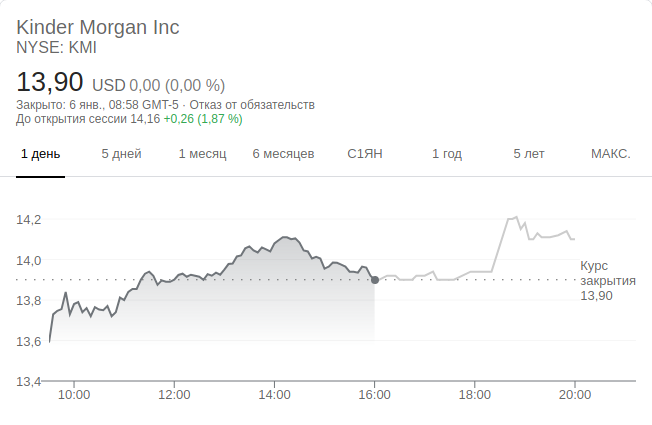 Kinder Morgan Inc
NYSE: KMI
13,90 USD 0,00 (0,00 %)
Закрыто: 6 янв., 08:58 GMT-5 · Отказ от обязательств
До открытия сессии 14,16 +0,26 (1,87 %)
1 день 5 дней 1 месяц 6 месяцев С1ЯН 1 год 5 лет МАКС.
14,2
14,0
Курс
закрытия
13,90
13,8
13,6
13,4
10:00 12:00 14:00 16:00 18:00 20:00